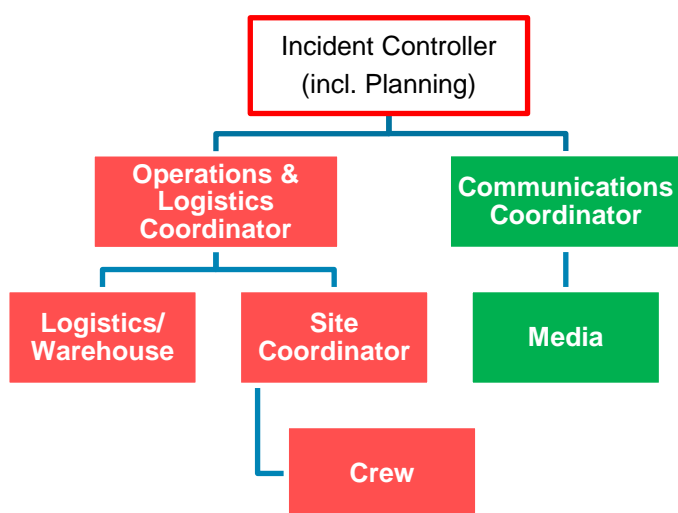 Incident Controller
(incl. Planning)
Operations &
Logistics
Coordinator
Communications
Coordinator
Logistics/
Warehouse
Site
Coordinator
Media
Crew